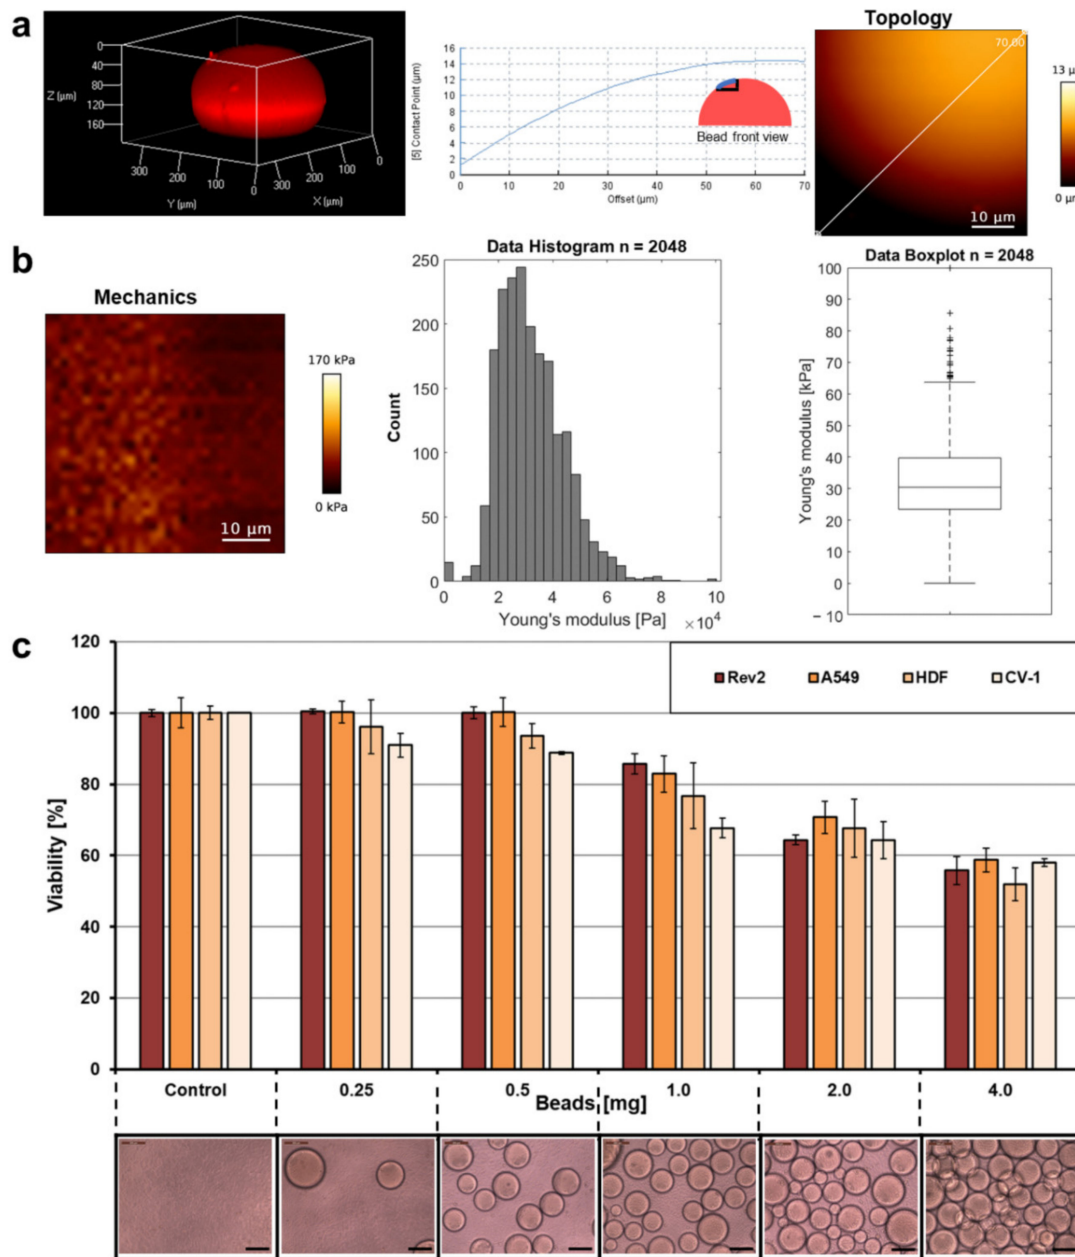 a
0
40
80
120
160
Z [µm]
300
200
100
0
300
200
100
0
Y [µm]
X [µm]
16
14
12
10
8
6
4
2
0
[5] Contact Point (µm)
0 10 20 30 40 50 60 70
Offset (µm)
Bead front view
Topology
70.00
10 µm
13 µ
0 µm
b
Mechanics
10 µm
170 kPa
0 kPa
Data Histogram n = 2048
250
200
150
100
50
0
Count
0 2 4 6 8 10
Young's modulus [Pa] ×10⁴
Data Boxplot n = 2048
100
90
80
70
60
50
40
30
20
10
0
−10
Young's modulus [kPa]
c
120
100
80
60
40
20
0
Viability [%]
Rev2 A549 HDF CV-1
Control 0.25 0.5 1.0 2.0 4.0
Beads [mg]